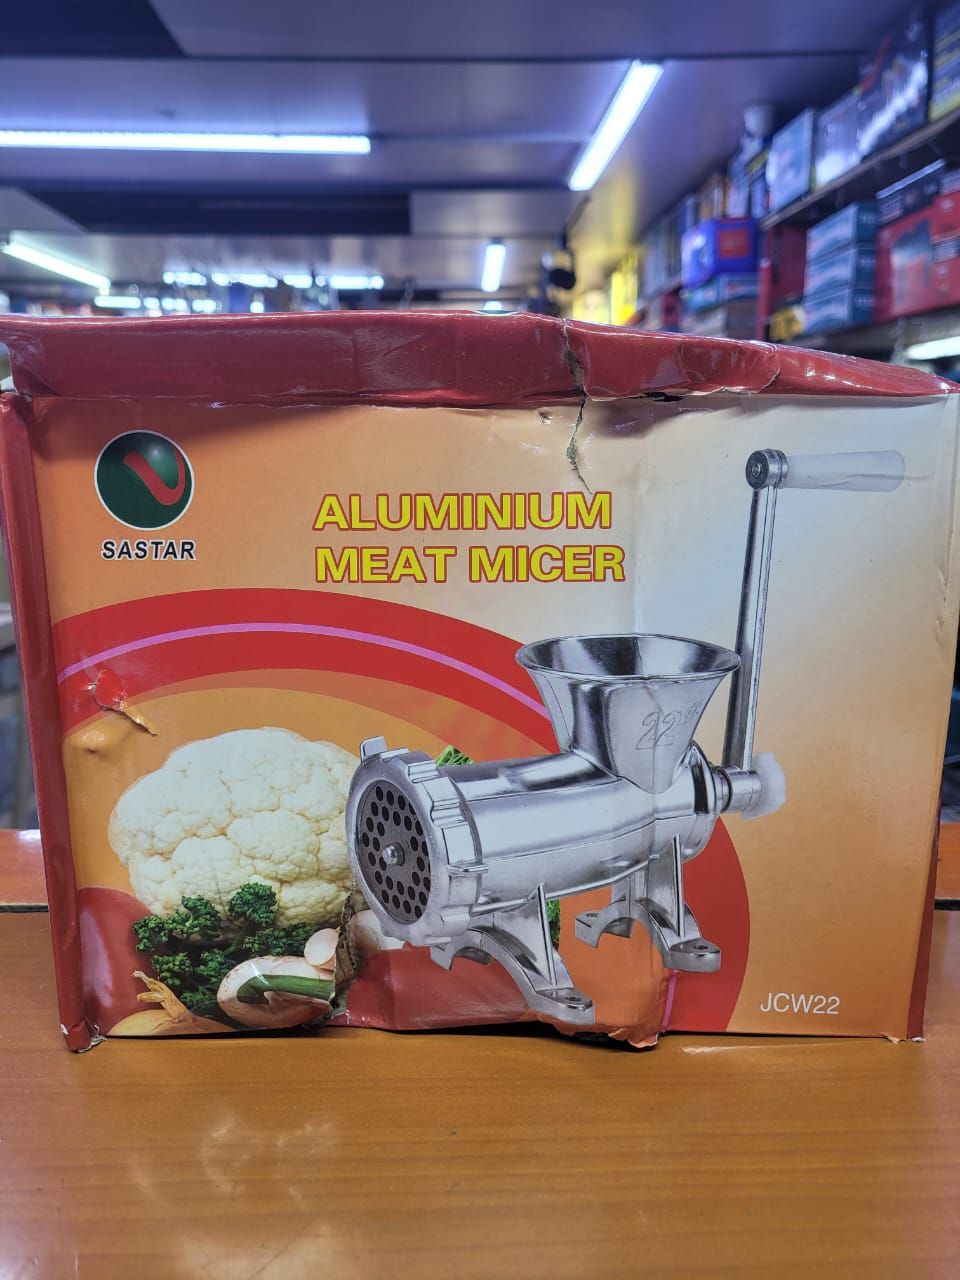 SASTAR
ALUMINIUM
MEAT MICER
22
JCW22